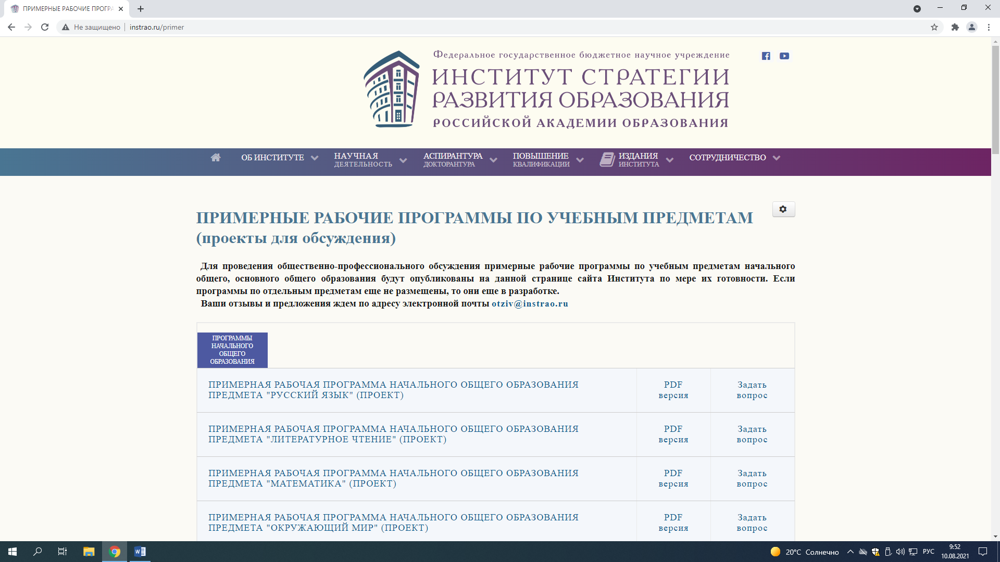 ПРИМЕРНЫЕ РАБОЧИЕ ПРОГРА
Не защищено
instrao.ru/primer
Федеральное государственное бюджетное научное учреждение
ИНСТИТУТ СТРАТЕГИИ
РАЗВИТИЯ ОБРАЗОВАНИЯ
РОССИЙСКОЙ АКАДЕМИИ ОБРАЗОВАНИЯ
ОБ ИНСТИТУТЕ
НАУЧНАЯ
ДЕЯТЕЛЬНОСТЬ
АСПИРАНТУРА
ДОКТОРАНТУРА
ПОВЫШЕНИЕ
КВАЛИФИКАЦИИ
ИЗДАНИЯ
ИНСТИТУТА
СОТРУДНИЧЕСТВО
ПРИМЕРНЫЕ РАБОЧИЕ ПРОГРАММЫ ПО УЧЕБНЫМ ПРЕДМЕТАМ
(проекты для обсуждения)
Для проведения общественно-профессионального обсуждения примерные рабочие программы по учебным предметам начального
общего, основного общего образования будут опубликованы на данной странице сайта Института по мере их готовности. Если
программы по отдельным предметам еще не размещены, то они еще в разработке.
Ваши отзывы и предложения ждем по адресу электронной почты otziv@instrao.ru
ПРОГРАММЫ
НАЧАЛЬНОГО
ОБЩЕГО
ОБРАЗОВАНИЯ
ПРИМЕРНАЯ РАБОЧАЯ ПРОГРАММА НАЧАЛЬНОГО ОБЩЕГО ОБРАЗОВАНИЯ
ПРЕДМЕТА "РУССКИЙ ЯЗЫК" (ПРОЕКТ)
PDF
версия
Задать
вопрос
ПРИМЕРНАЯ РАБОЧАЯ ПРОГРАММА НАЧАЛЬНОГО ОБЩЕГО ОБРАЗОВАНИЯ
ПРЕДМЕТА "ЛИТЕРАТУРНОЕ ЧТЕНИЕ" (ПРОЕКТ)
PDF
версия
Задать
вопрос
ПРИМЕРНАЯ РАБОЧАЯ ПРОГРАММА НАЧАЛЬНОГО ОБЩЕГО ОБРАЗОВАНИЯ
ПРЕДМЕТА "МАТЕМАТИКА" (ПРОЕКТ)
PDF
версия
Задать
вопрос
ПРИМЕРНАЯ РАБОЧАЯ ПРОГРАММА НАЧАЛЬНОГО ОБЩЕГО ОБРАЗОВАНИЯ
ПРЕДМЕТА "ОКРУЖАЮЩИЙ МИР" (ПРОЕКТ)
PDF
версия
Задать
вопрос
20°C Солнечно
РУС
9:52
10.08.2021